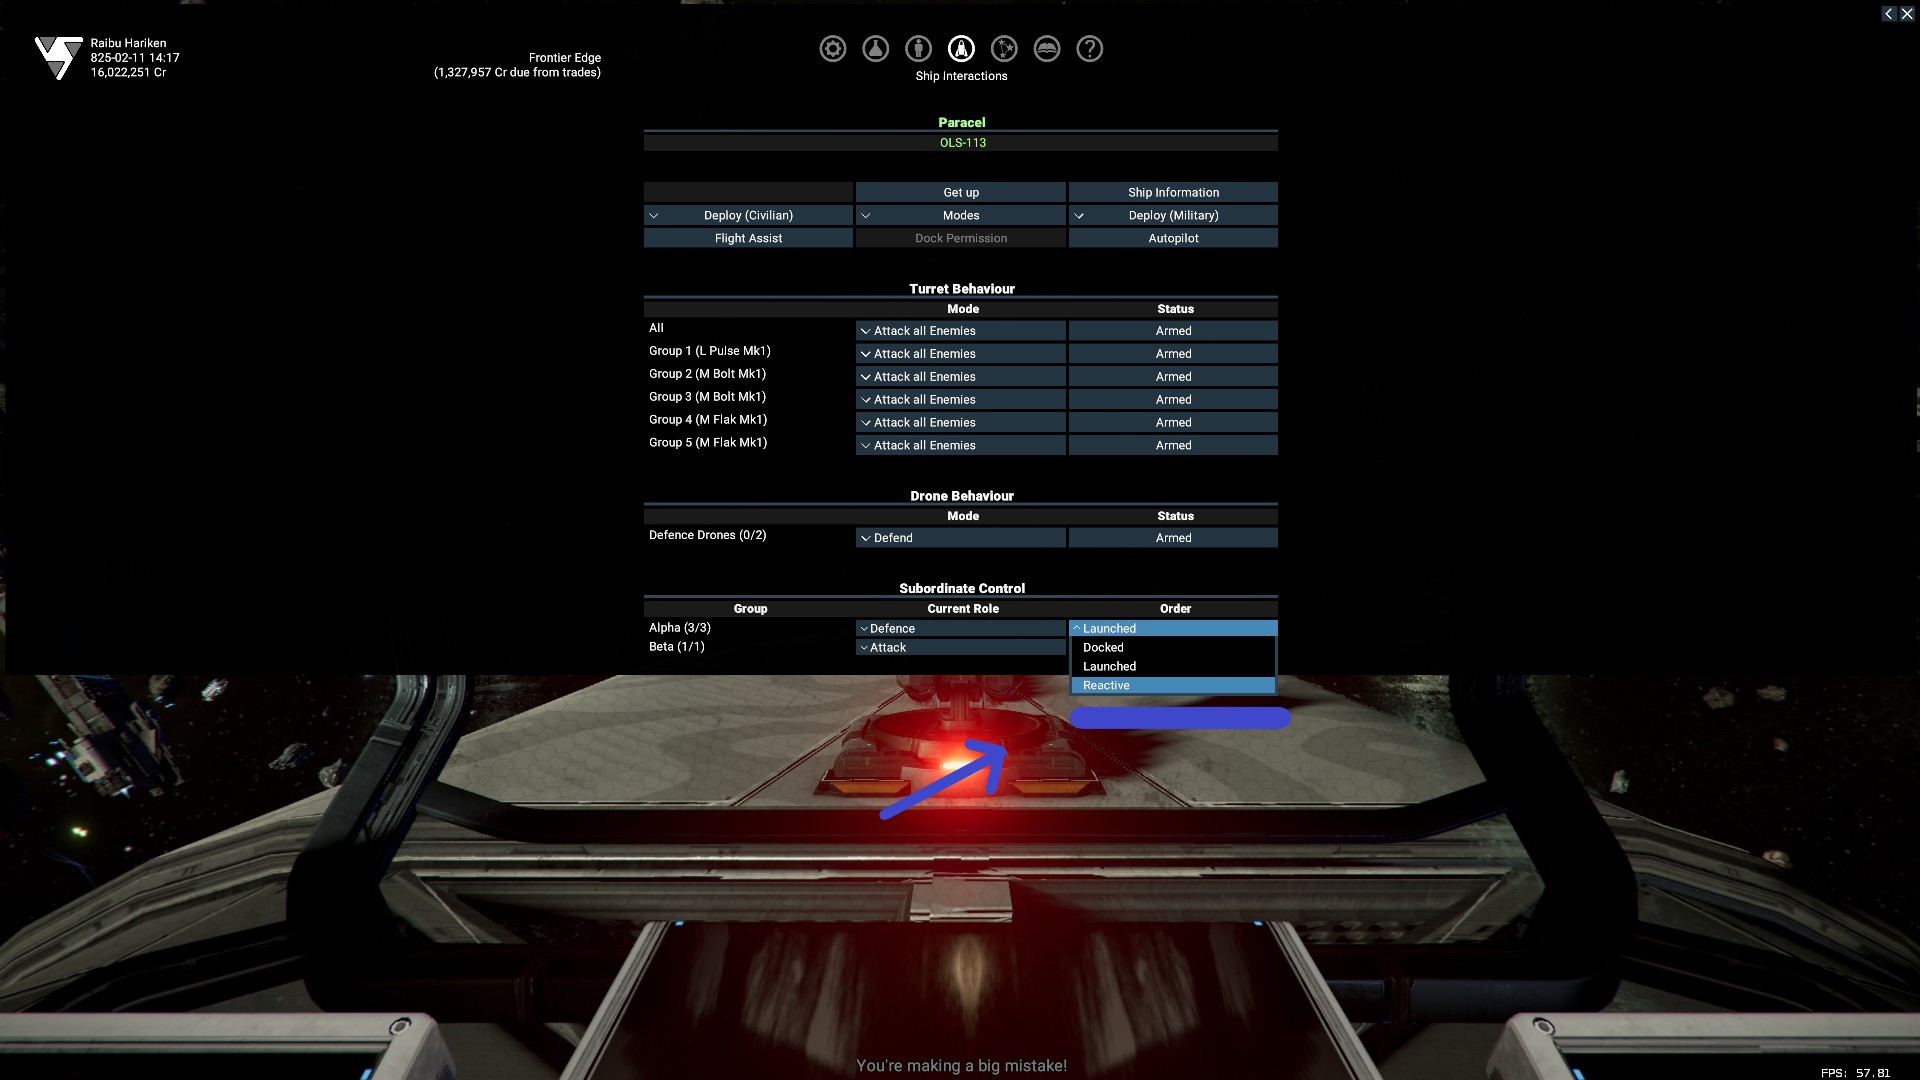 Raibu Hariken
825-02-11 14:17
16,022,251 Cr
Frontier Edge
(1,327,957 Cr due from trades)
Ship Interactions
Paracel
OLS-113
Get up
Ship Information
Deploy (Civilian)
Modes
Deploy (Military)
Flight Assist
Dock Permission
Autopilot
Turret Behaviour
Mode
Status
All
Attack all Enemies
Armed
Group 1 (L Pulse Mk1)
Attack all Enemies
Armed
Group 2 (M Bolt Mk1)
Attack all Enemies
Armed
Group 3 (M Bolt Mk1)
Attack all Enemies
Armed
Group 4 (M Flak Mk1)
Attack all Enemies
Armed
Group 5 (M Flak Mk1)
Attack all Enemies
Armed
Drone Behaviour
Mode
Status
Defence Drones (0/2)
Defend
Armed
Subordinate Control
Group
Current Role
Order
Alpha (3/3)
Defence
Launched
Beta (1/1)
Attack
Docked
Launched
Reactive
You're making a big mistake!
FPS: 57.81